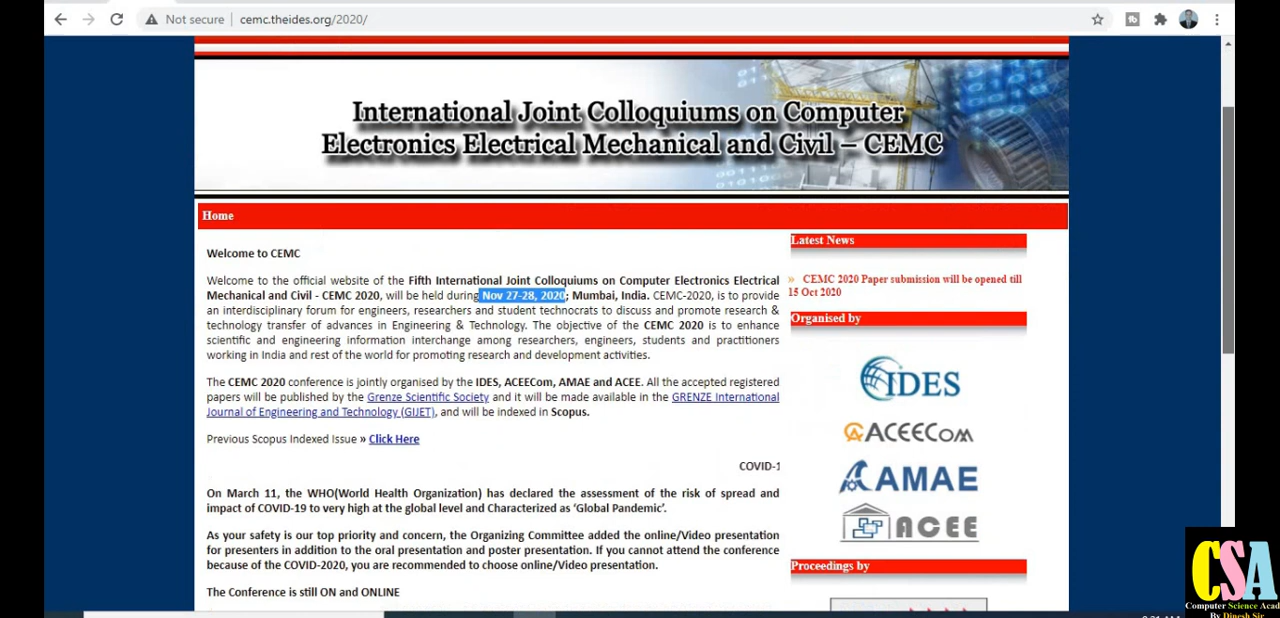 Not secure | cemc.theides.org/2020/
International Joint Colloquiums on Computer
Electronics Electrical Mechanical and Civil – CEMC
Home
Welcome to CEMC
Welcome to the official website of the Fifth International Joint Colloquiums on Computer Electronics Electrical
Mechanical and Civil - CEMC 2020, will be held during Nov 27-28, 2020; Mumbai, India. CEMC-2020, is to provide
an interdisciplinary forum for engineers, researchers and student technocrats to discuss and promote research &
technology transfer of advances in Engineering & Technology. The objective of the CEMC 2020 is to enhance
scientific and engineering information interchange among researchers, engineers, students and practitioners
working in India and rest of the world for promoting research and development activities.
The CEMC 2020 conference is jointly organised by the IDES, ACEECom, AMAE and ACEE. All the accepted registered
papers will be published by the Grenze Scientific Society and it will be made available in the GRENZE International
Journal of Engineering and Technology (GIJET), and will be indexed in Scopus.
Previous Scopus Indexed Issue » Click Here
COVID-1
On March 11, the WHO(World Health Organization) has declared the assessment of the risk of spread and
impact of COVID-19 to very high at the global level and Characterized as ‘Global Pandemic’.
As your safety is our top priority and concern, the Organizing Committee added the online/Video presentation
for presenters in addition to the oral presentation and poster presentation. If you cannot attend the conference
because of the COVID-2020, you are recommended to choose online/Video presentation.
The Conference is still ON and ONLINE
Latest News
» CEMC 2020 Paper submission will be opened till
15 Oct 2020
Organised by
IDES
ACEECOM
AMAE
ACEE
Proceedings by
CSA
Computer Science Acad
By Dinesh Sir